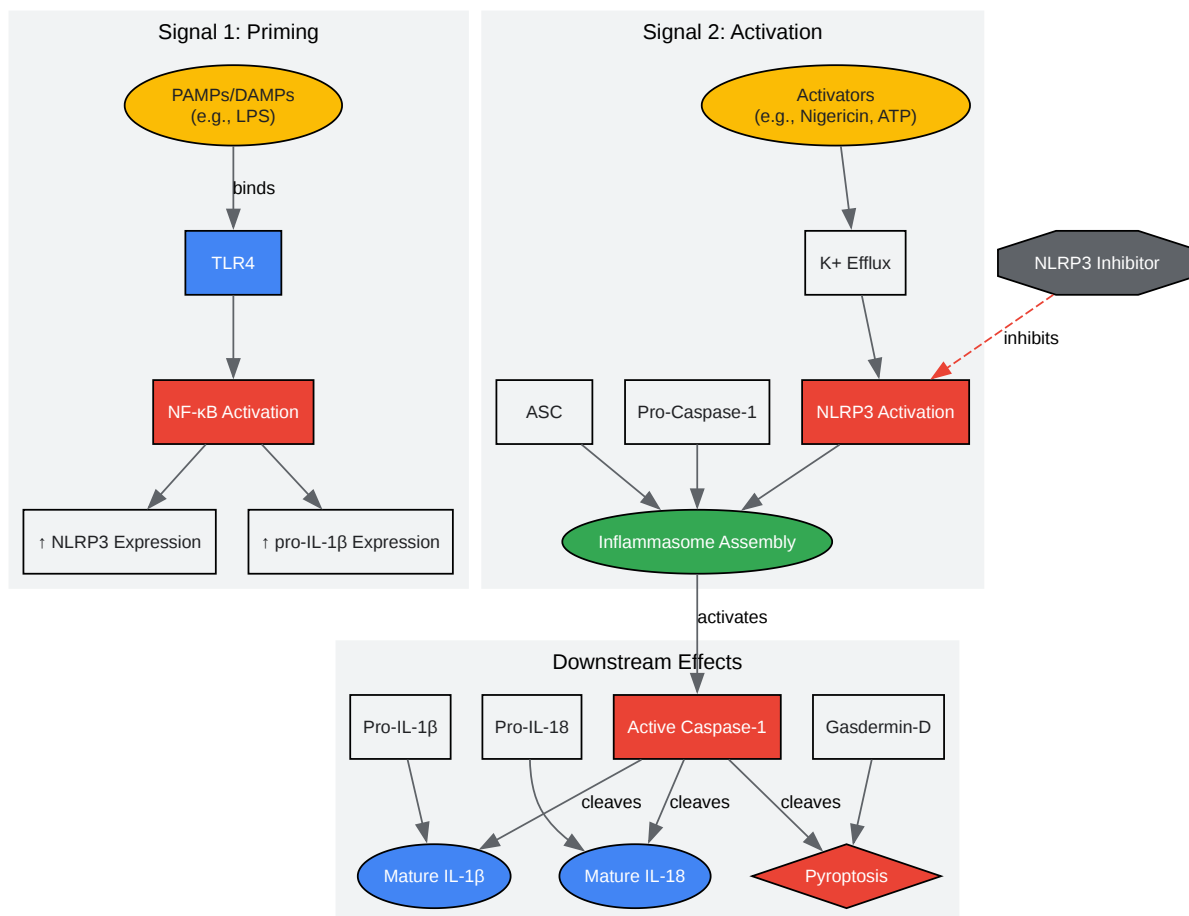 Signal 1: Priming
PAMPs/DAMPs
(e.g., LPS)
binds
TLR4
NF-κB Activation
↑ NLRP3 Expression
↑ pro-IL-1β Expression
Signal 2: Activation
Activators
(e.g., Nigericin, ATP)
K+ Efflux
NLRP3 Inhibitor
inhibits
ASC
Pro-Caspase-1
NLRP3 Activation
Inflammasome Assembly
activates
Downstream Effects
Pro-IL-1β
Pro-IL-18
Active Caspase-1
Gasdermin-D
cleaves
cleaves
cleaves
Mature IL-1β
Mature IL-18
Pyroptosis